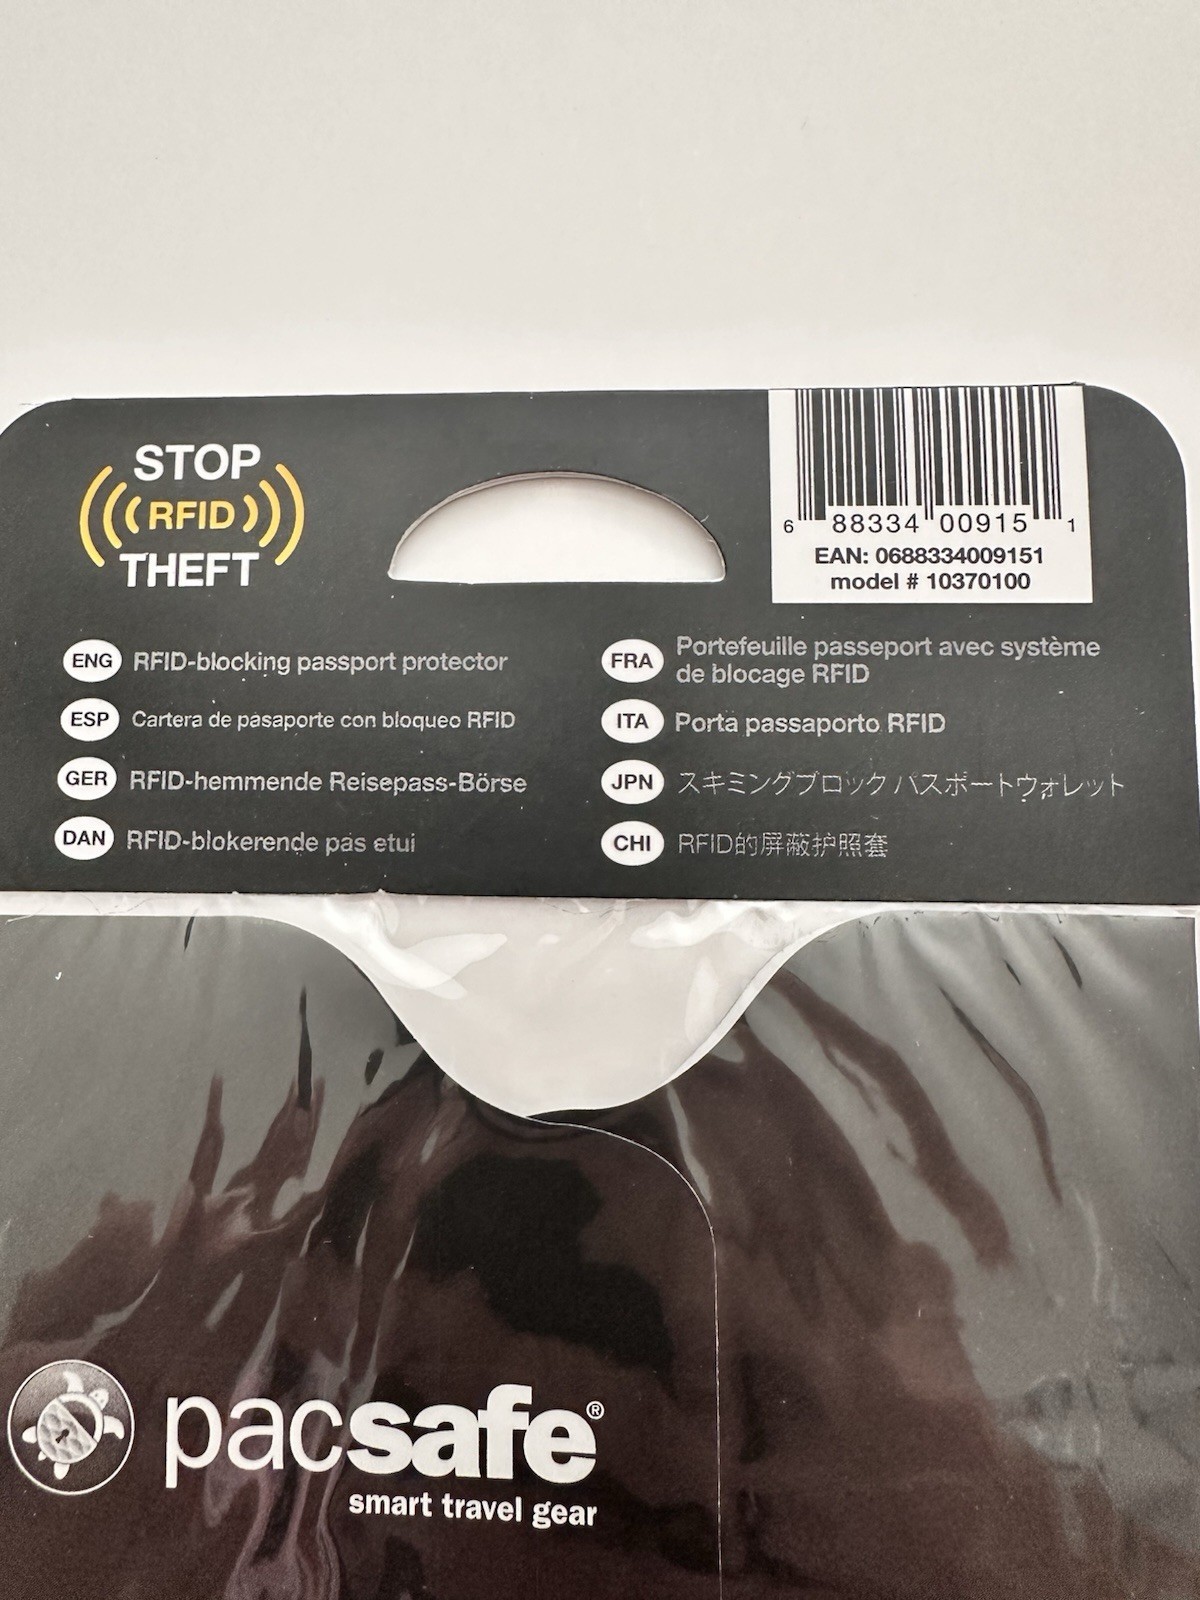 STOP
RFID
THEFT
6 88334 00915 1
EAN: 0688334009151
model # 10370100
ENG RFID-blocking passport protector
ESP Cartera de pasaporte con bloqueo RFID
GER RFID-hemmende Reisepass-Börse
DAN RFID-blokerende pas etui
FRA Portefeuille passeport avec système
de blocage RFID
ITA Porta passaporto RFID
JPN スキミングブロック パスポートウォレット
CHI RFID的屏蔽护照套
pacsafe®
smart travel gear